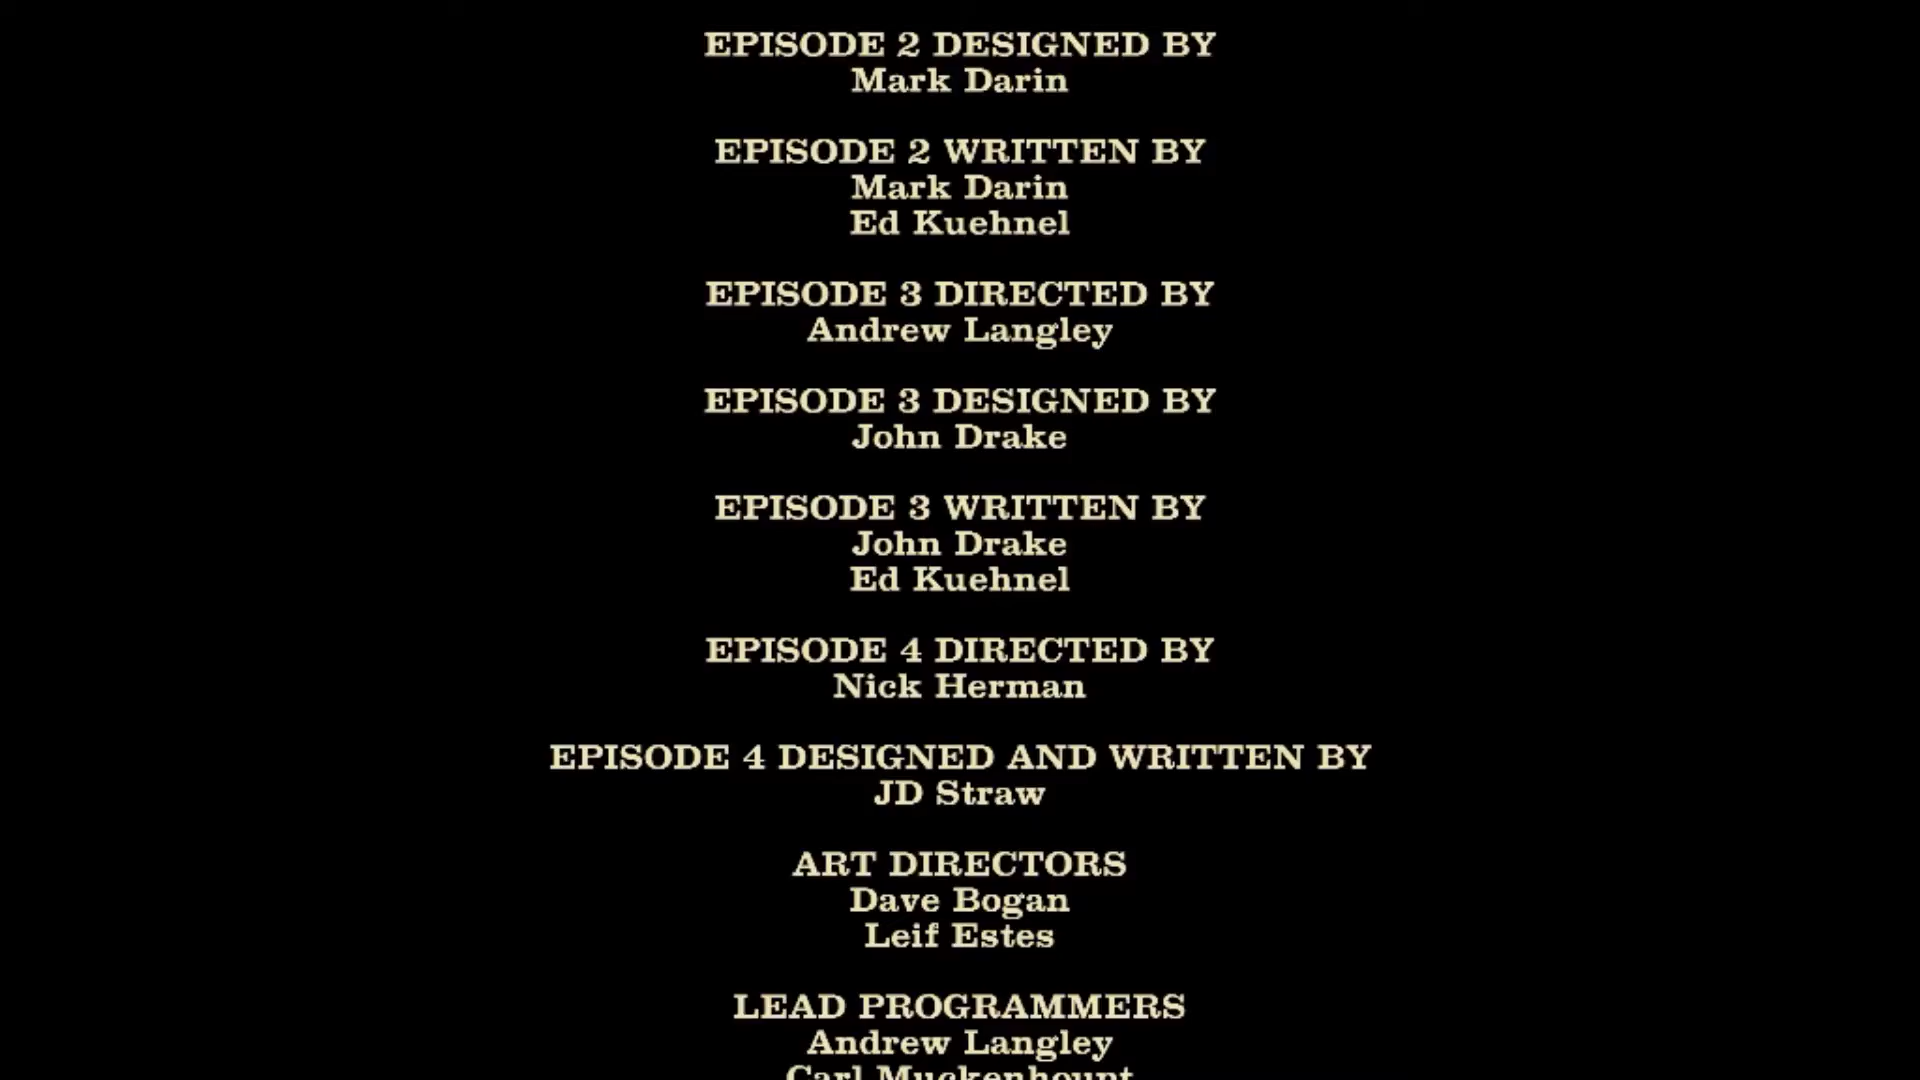 EPISODE 2 DESIGNED BY
Mark Darin
EPISODE 2 WRITTEN BY
Mark Darin
Ed Kuehnel
EPISODE 3 DIRECTED BY
Andrew Langley
EPISODE 3 DESIGNED BY
John Drake
EPISODE 3 WRITTEN BY
John Drake
Ed Kuehnel
EPISODE 4 DIRECTED BY
Nick Herman
EPISODE 4 DESIGNED AND WRITTEN BY
JD Straw
ART DIRECTORS
Dave Bogan
Leif Estes
LEAD PROGRAMMERS
Andrew Langley
Carl Muckenhoupt